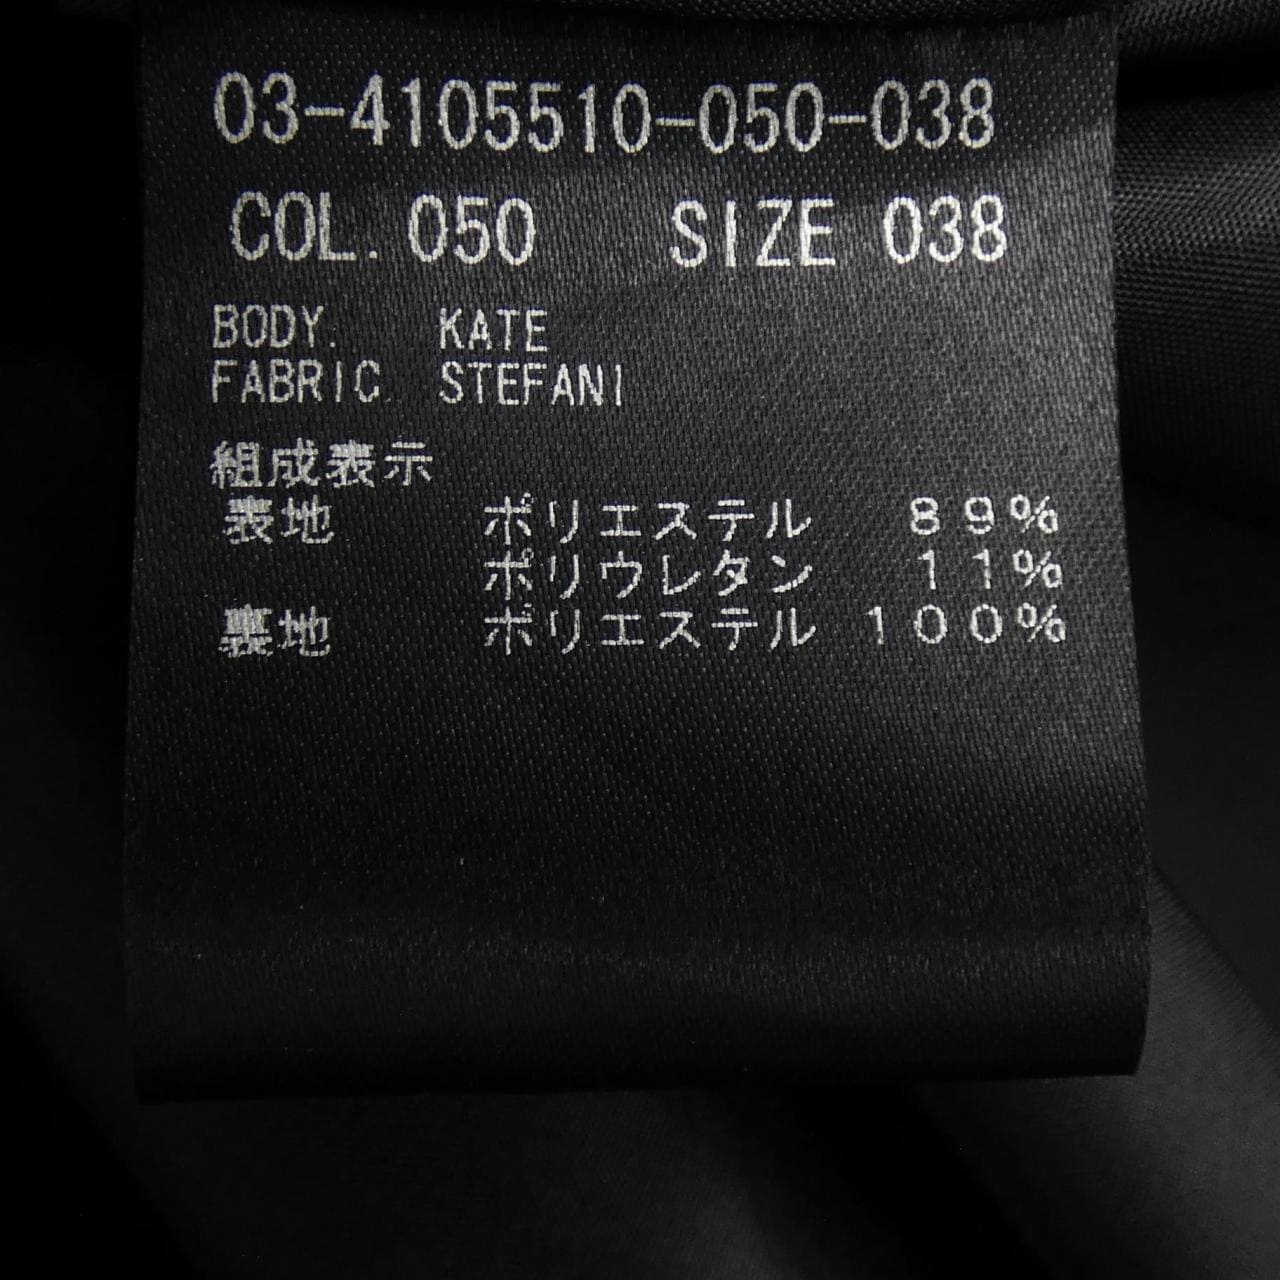 03-4105510-050-038
COL. 050 SIZE 038
BODY. KATE
FABRIC. STEFANI
組成表示
表地 ポリエステル 89%
ポリウレタン 11%
裏地 ポリエステル 100%